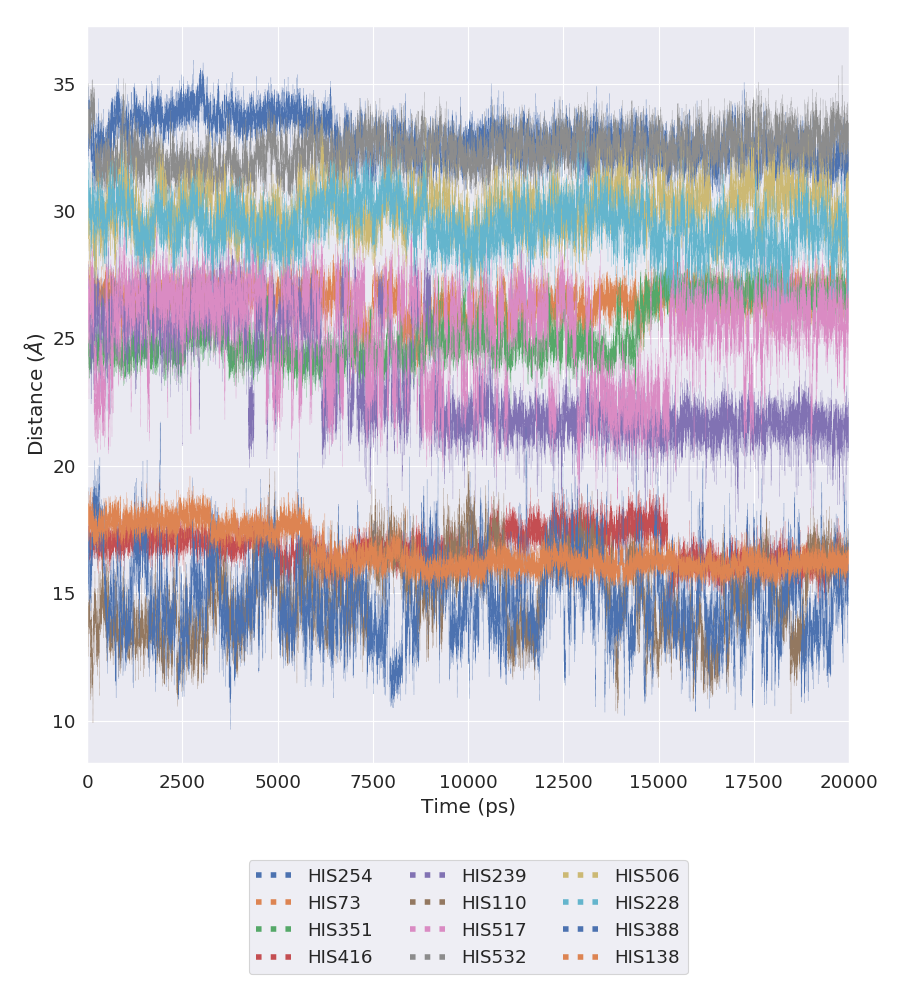 35
30
25
20
15
10
Distance (Å)
0 2500 5000 7500 10000 12500 15000 17500 20000
Time (ps)
HIS254 HIS239 HIS506
HIS73 HIS110 HIS228
HIS351 HIS517 HIS388
HIS416 HIS532 HIS138